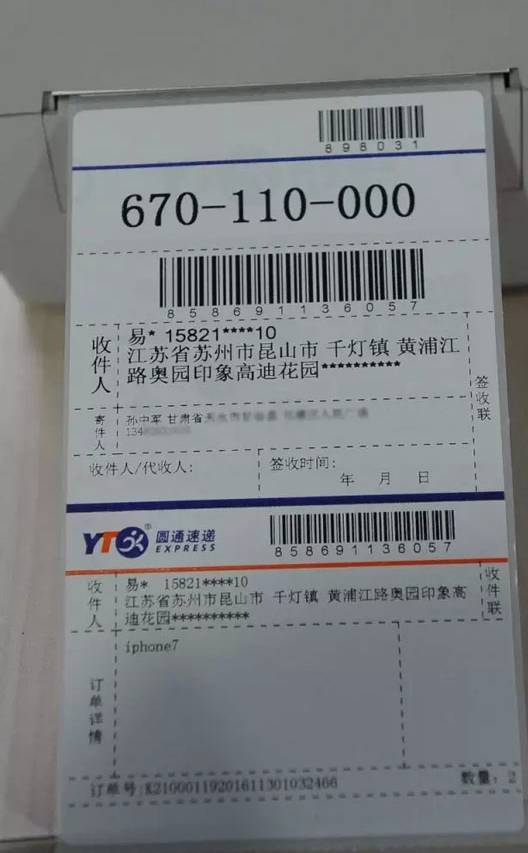 898031
670-110-000
858691136057
收件人
易* 15821****10
江苏省苏州市昆山市 千灯镇 黄浦江
路奥园印象高迪花园**********
签收联
寄件人
孙中军 甘肃省
134
收件人/代收人:
签收时间:
年 月 日
YTO® 圆通速递
EXPRESS
858691136057
收件人
易* 15821****10
江苏省苏州市昆山市 千灯镇 黄浦江路奥园印象高
迪花园**********
收件联
iphone7
订单详情
订单号:K21000119201611301032466
数量: 2